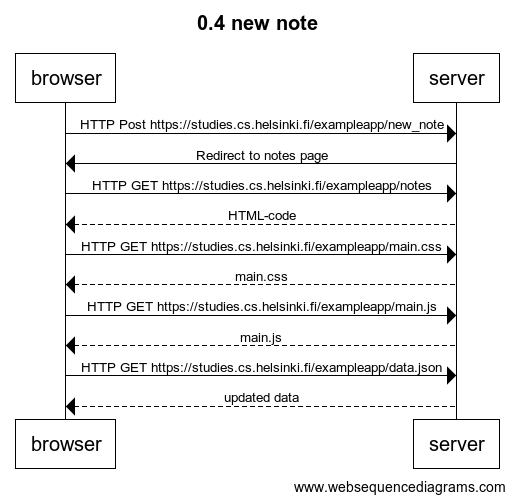 0.4 new note
browser
server
HTTP Post https://studies.cs.helsinki.fi/exampleapp/new_note
Redirect to notes page
HTTP GET https://studies.cs.helsinki.fi/exampleapp/notes
HTML-code
HTTP GET https://studies.cs.helsinki.fi/exampleapp/main.css
main.css
HTTP GET https://studies.cs.helsinki.fi/exampleapp/main.js
main.js
HTTP GET https://studies.cs.helsinki.fi/exampleapp/data.json
updated data
browser
server
www.websequencediagrams.com